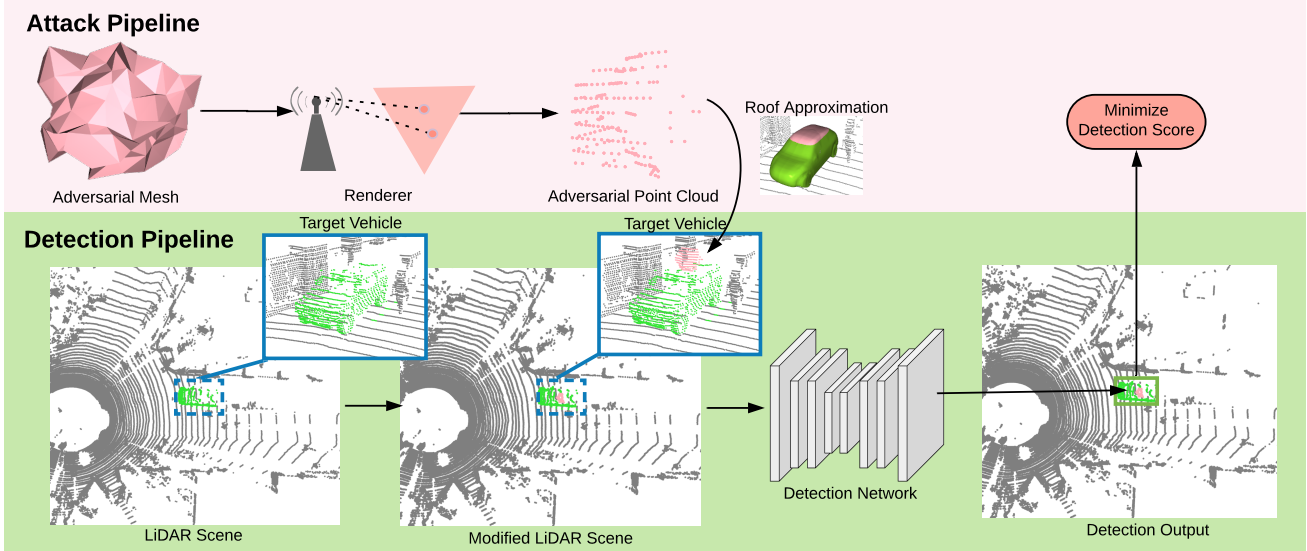 Attack Pipeline
Roof Approximation
Minimize
Detection Score
Adversarial Mesh
Renderer
Adversarial Point Cloud
Detection Pipeline
Target Vehicle
Target Vehicle
Detection Network
LiDAR Scene
Modified LiDAR Scene
Detection Output